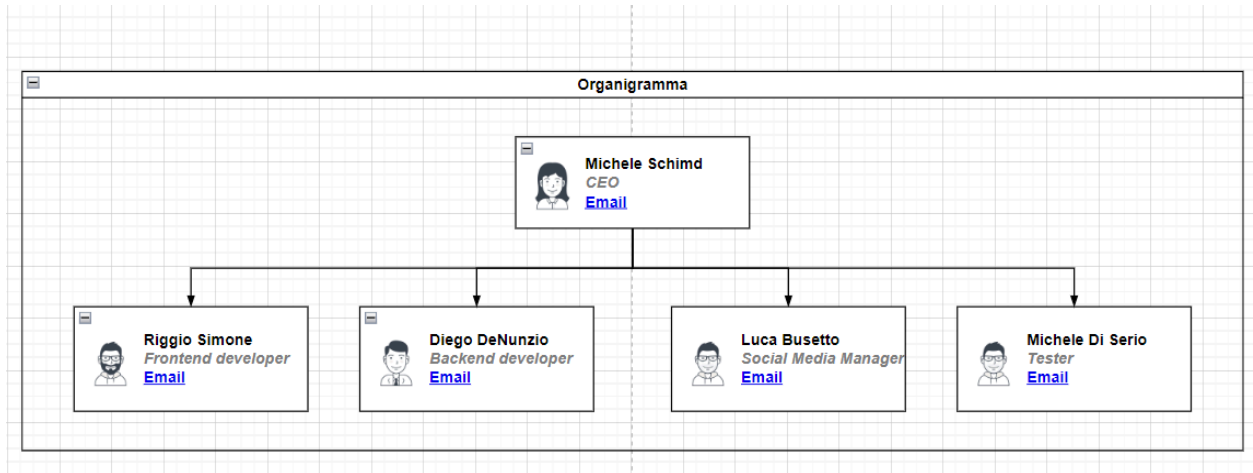 Organigramma
Michele Schimd
CEO
Email
Riggio Simone
Frontend developer
Email
Diego DeNunzio
Backend developer
Email
Luca Busetto
Social Media Manager
Email
Michele Di Serio
Tester
Email